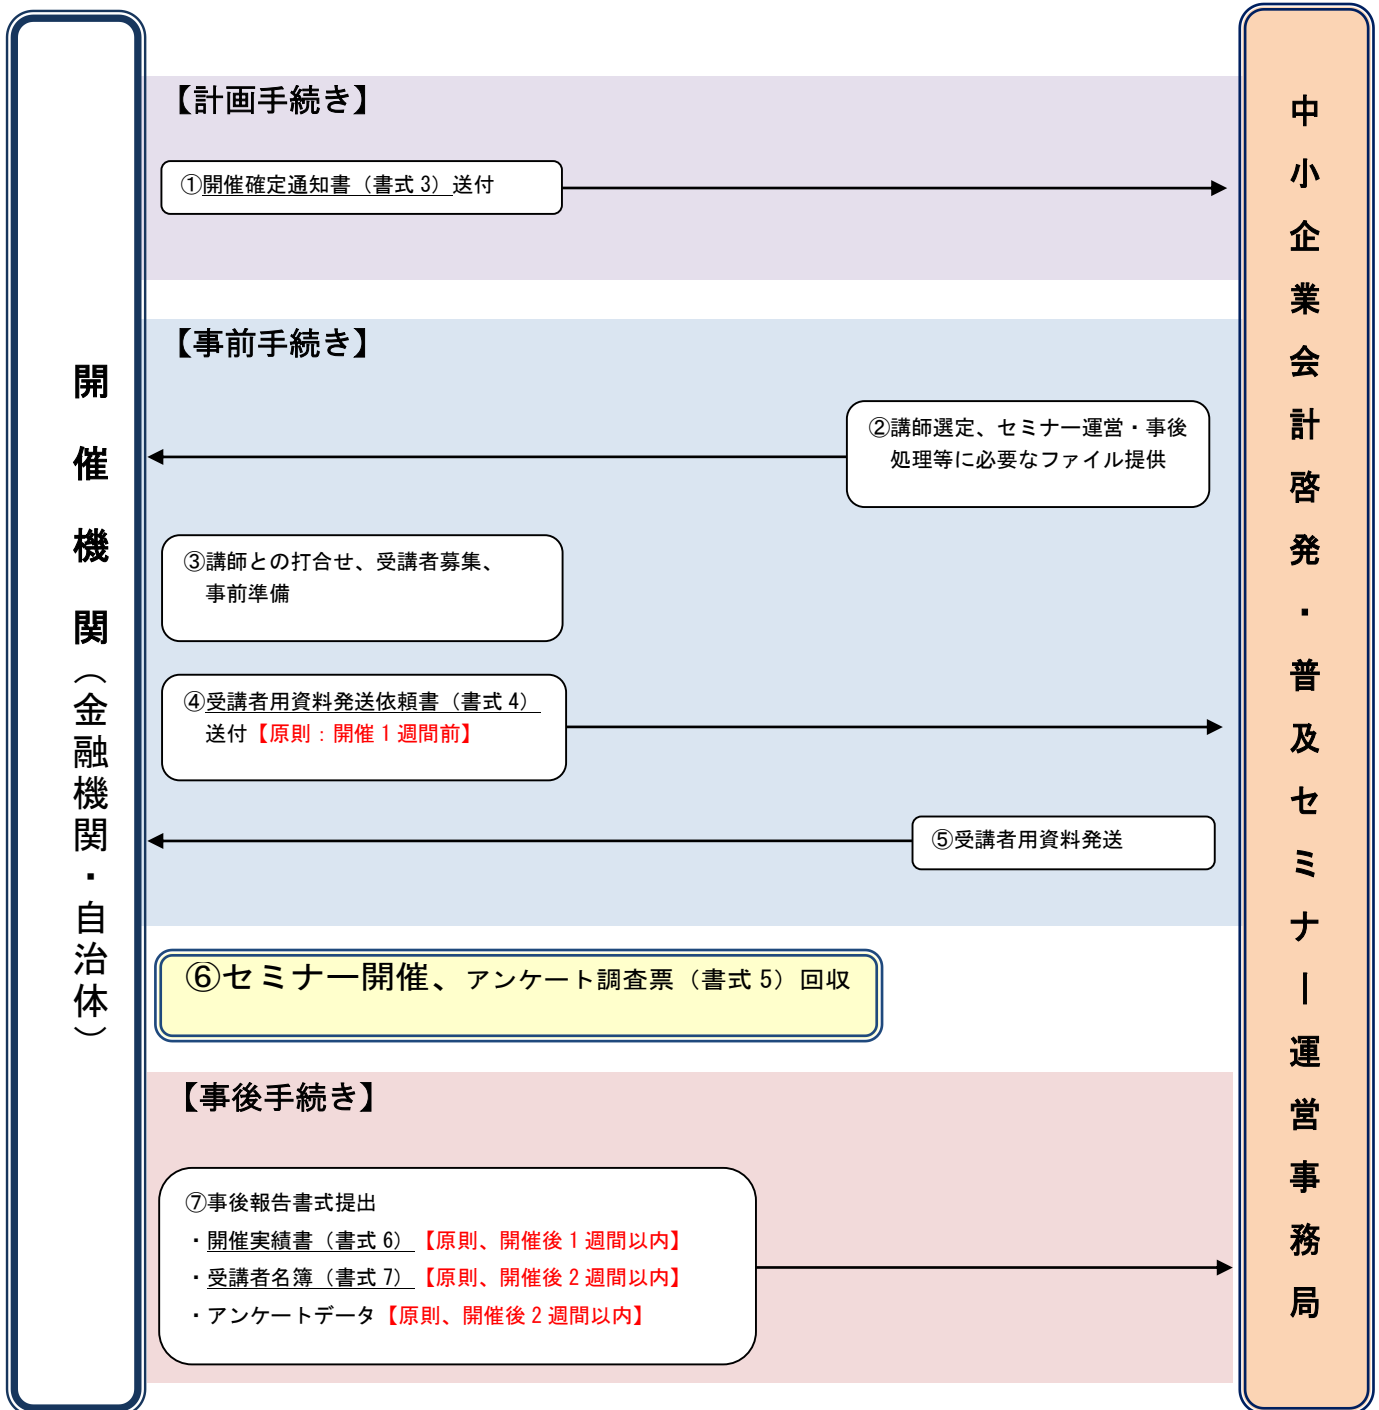 開催機関（金融機関・自治体）
【計画手続き】
①開催確定通知書（書式3）送付
【事前手続き】
②講師選定、セミナー運営・事後
処理等に必要なファイル提供
③講師との打合せ、受講者募集、
事前準備
④受講者用資料発送依頼書（書式4）
送付【原則：開催1週間前】
⑤受講者用資料発送
⑥セミナー開催、アンケート調査票（書式5）回収
【事後手続き】
⑦事後報告書式提出
・開催実績書（書式6）【原則、開催後1週間以内】
・受講者名簿（書式7）【原則、開催後2週間以内】
・アンケートデータ【原則、開催後2週間以内】
中小企業会計啓発・普及セミナー運営事務局